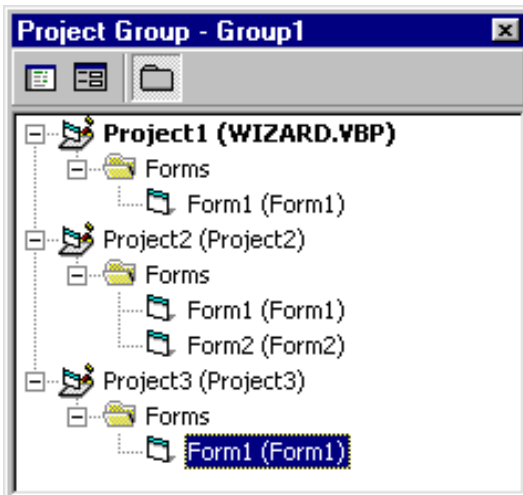 Project Group - Group1
Project1 (WIZARD.VBP)
Forms
Form1 (Form1)
Project2 (Project2)
Forms
Form1 (Form1)
Form2 (Form2)
Project3 (Project3)
Forms
Form1 (Form1)